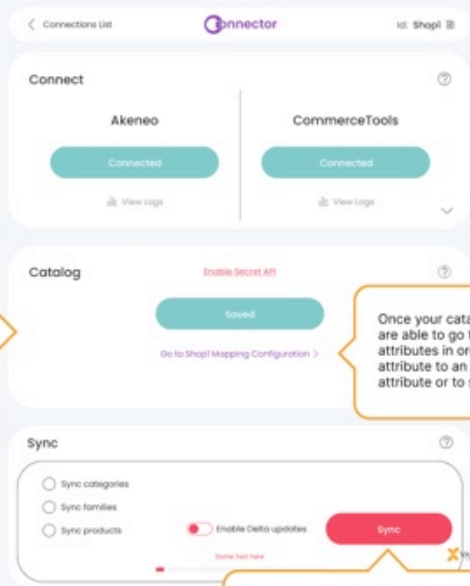 Connections List
Connector
Id: Shop1
Connect
Akeneo
CommerceTools
Connected
Connected
View Logs
View Logs
Catalog
Enable Secret API
Saved
Go to Shop1 Mapping Configuration >
Once your cata
are able to go t
attributes in or
attribute to an
attribute or to s
Sync
Sync categories
Sync families
Sync products
Enable Delta updates
Sync
Some Text here